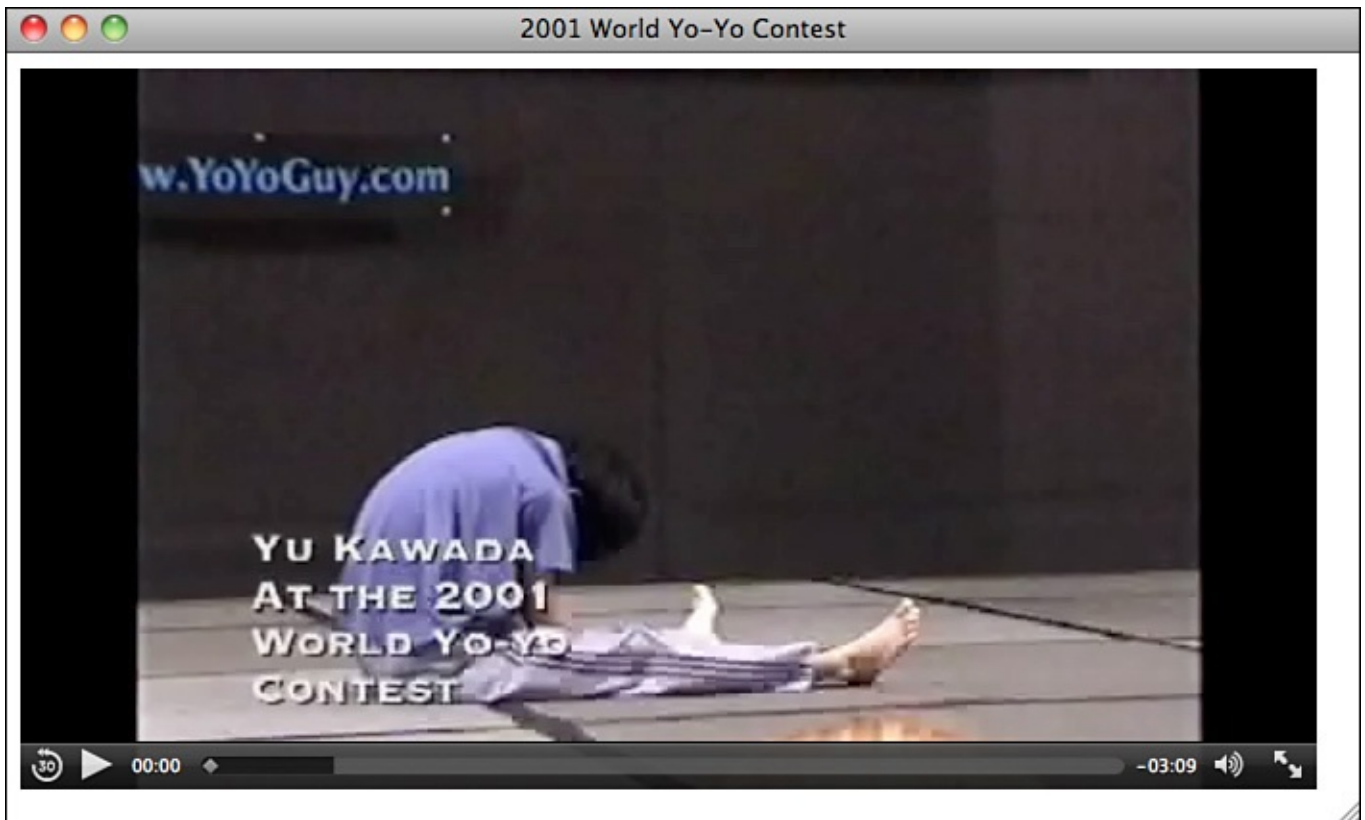 2001 World Yo-Yo Contest
w.YoYoGuy.com
YU KAWADA
AT THE 2001
WORLD YO-YO
CONTEST
30
00:00
-03:09